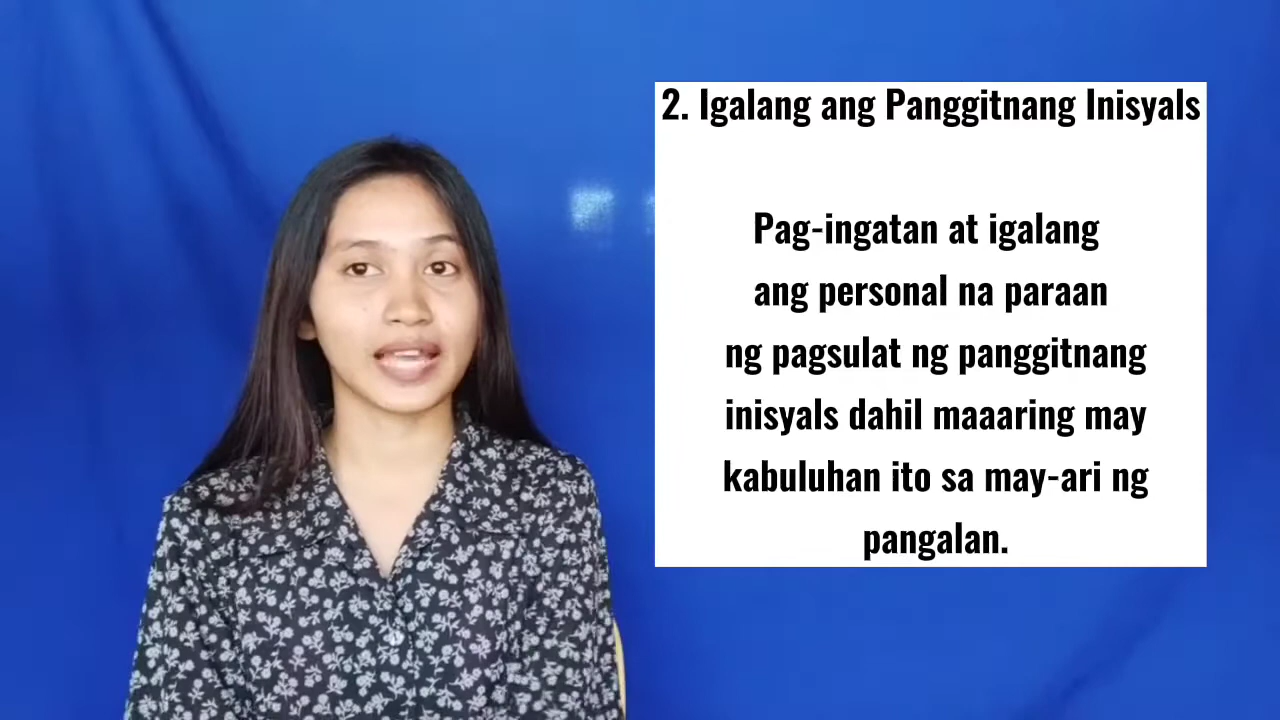 2. Igalang ang Panggitnang Inisyals
Pag-ingatan at igalang
ang personal na paraan
ng pagsulat ng panggitnang
inisyals dahil maaaring may
kabuluhan ito sa may-ari ng
pangalan.